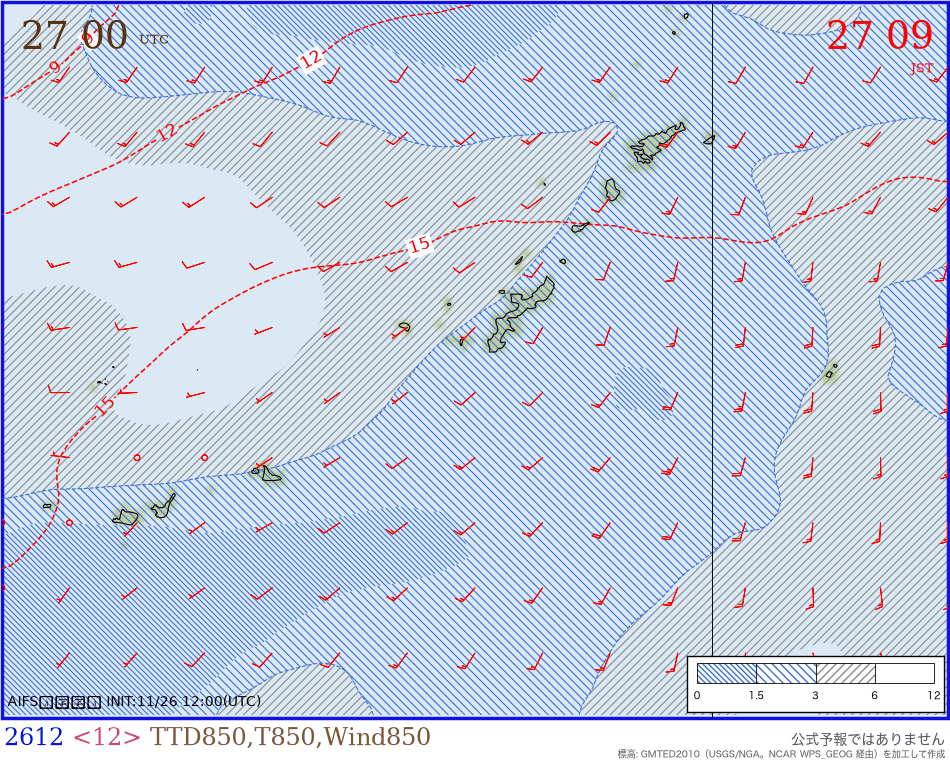 27 00 UTC
27 09
JST
9
9
12
12
15
15
0 1.5 3 6 12
AIFS□□□□ INIT:11/26 12:00(UTC)
2612 <12> TTD850,T850,Wind850
公式予報ではありません
標高: GMTED2010（USGS/NGA。NCAR WPS_GEOG 経由）を加工して作成